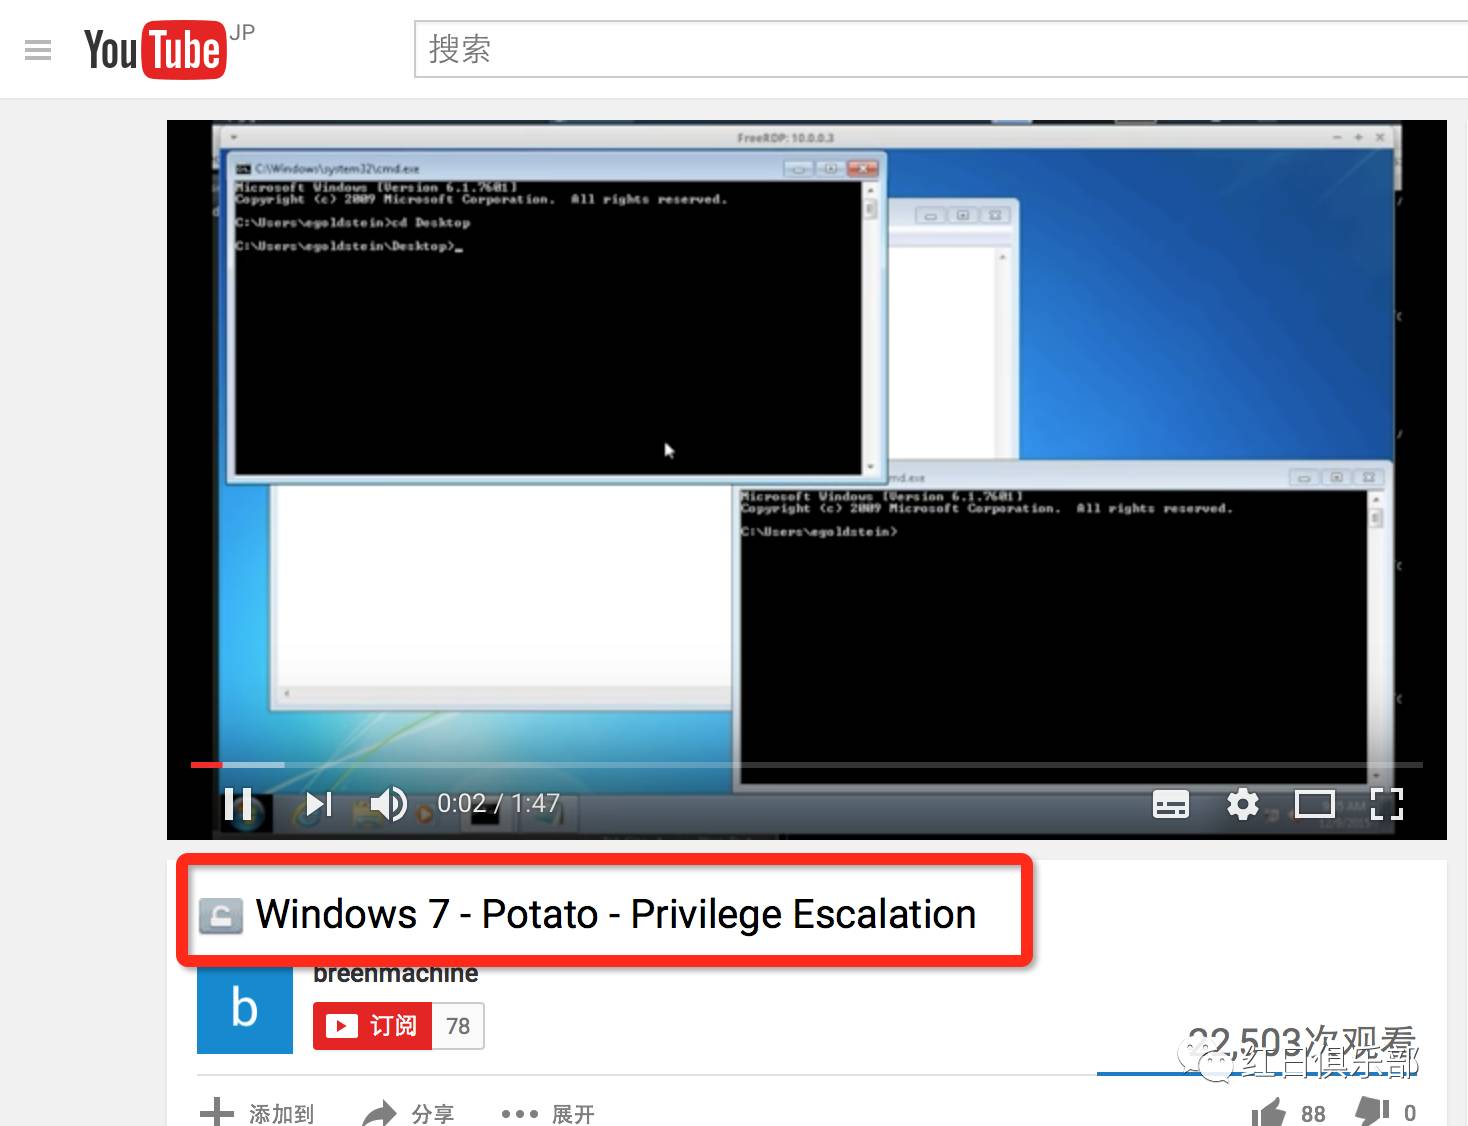 YouTube JP
搜索
FreeRDP: 10.0.0.3
C:\Windows\system32\cmd.exe
Microsoft Windows [Version 6.1.7601]
Copyright (c) 2009 Microsoft Corporation.  All rights reserved.
C:\Users\egoldstein>cd Desktop
C:\Users\egoldstein\Desktop>_
md.exe
Microsoft Windows [Version 6.1.7601]
Copyright (c) 2009 Microsoft Corporation.  All rights reserved.
C:\Users\egoldstein>
0:02 / 1:47
Windows 7 - Potato - Privilege Escalation
breenmachine
b
订阅 78
22,503次观看
红日俱乐部
添加到 分享 展开 88 0